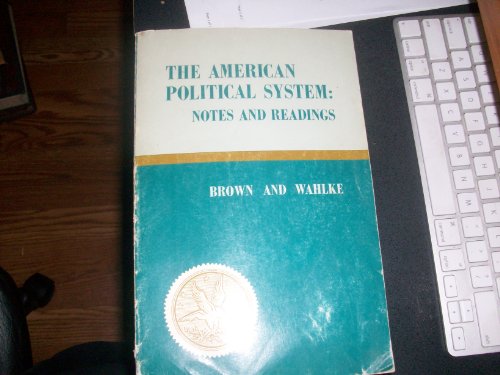 THE AMERICAN
POLITICAL SYSTEM:
NOTES AND READINGS
BROWN AND WAHLKE